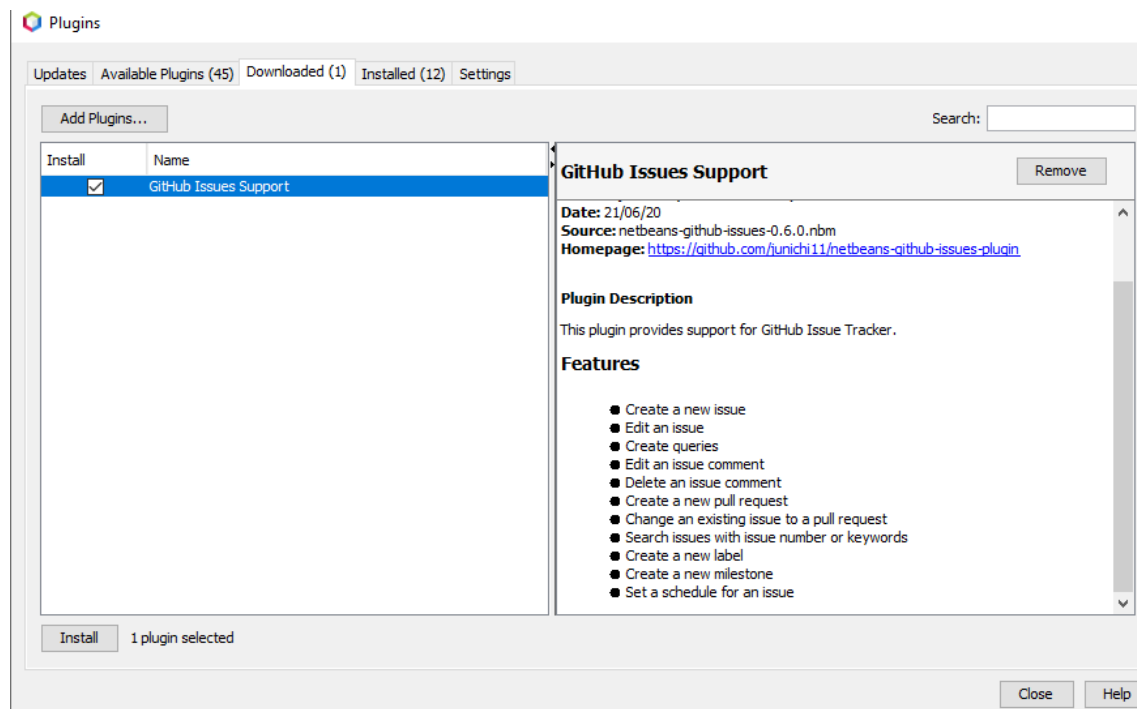 Plugins
Updates
Available Plugins (45)
Downloaded (1)
Installed (12)
Settings
Add Plugins...
Search:
Install
Name
GitHub Issues Support
GitHub Issues Support
Remove
Date: 21/06/20
Source: netbeans-github-issues-0.6.0.nbm
Homepage: https://github.com/junichi11/netbeans-github-issues-plugin
Plugin Description
This plugin provides support for GitHub Issue Tracker.
Features
Create a new issue
Edit an issue
Create queries
Edit an issue comment
Delete an issue comment
Create a new pull request
Change an existing issue to a pull request
Search issues with issue number or keywords
Create a new label
Create a new milestone
Set a schedule for an issue
Install
1 plugin selected
Close
Help